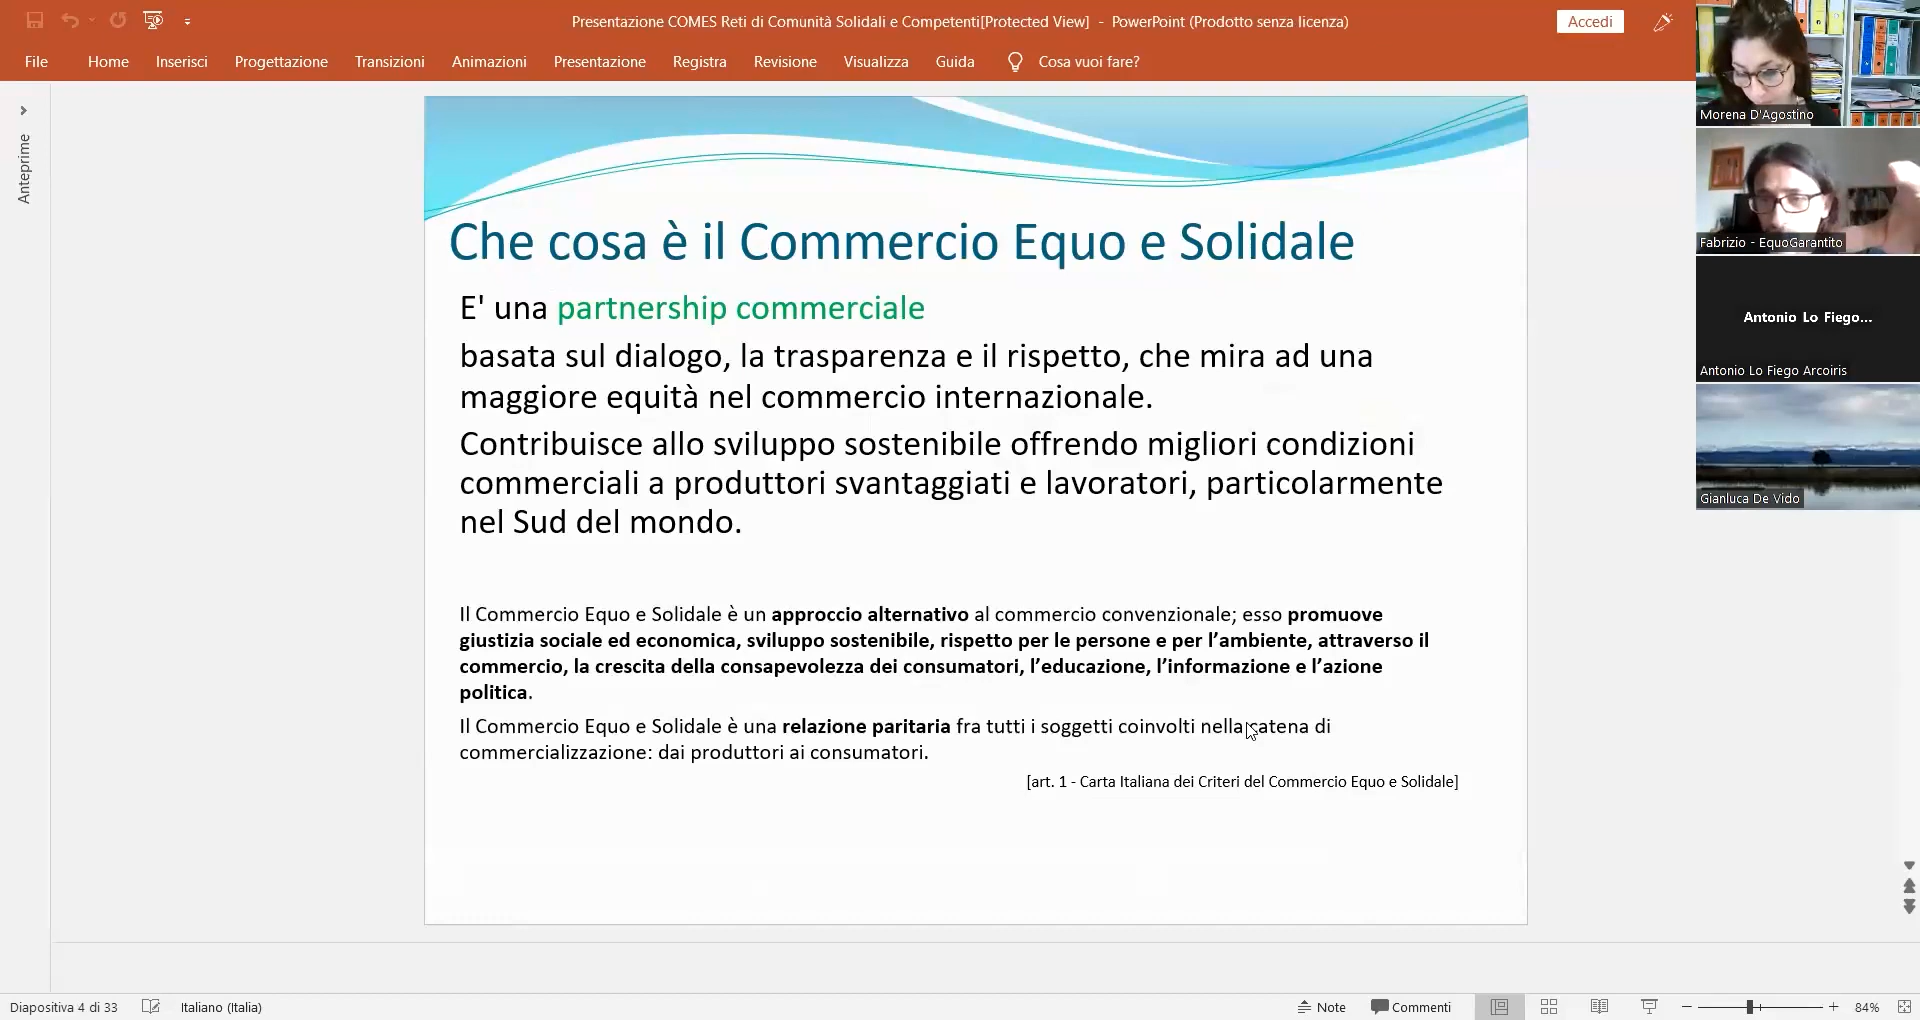 Presentazione COMES Reti di Comunità Solidali e Competenti[Protected View] - PowerPoint (Prodotto senza licenza)
Accedi
File Home Inserisci Progettazione Transizioni Animazioni Presentazione Registra Revisione Visualizza Guida Cosa vuoi fare?
Anteprime
Che cosa è il Commercio Equo e Solidale
E' una partnership commerciale
basata sul dialogo, la trasparenza e il rispetto, che mira ad una
maggiore equità nel commercio internazionale.
Contribuisce allo sviluppo sostenibile offrendo migliori condizioni
commerciali a produttori svantaggiati e lavoratori, particolarmente
nel Sud del mondo.
Il Commercio Equo e Solidale è un approccio alternativo al commercio convenzionale; esso promuove
giustizia sociale ed economica, sviluppo sostenibile, rispetto per le persone e per l’ambiente, attraverso il
commercio, la crescita della consapevolezza dei consumatori, l’educazione, l’informazione e l’azione
politica.
Il Commercio Equo e Solidale è una relazione paritaria fra tutti i soggetti coinvolti nella catena di
commercializzazione: dai produttori ai consumatori.
[art. 1 - Carta Italiana dei Criteri del Commercio Equo e Solidale]
Morena D'Agostino
Fabrizio - EquoGarantito
Antonio Lo Fiego...
Antonio Lo Fiego Arcoiris
Gianluca De Vido
Diapositiva 4 di 33 Italiano (Italia) Note Commenti 84%